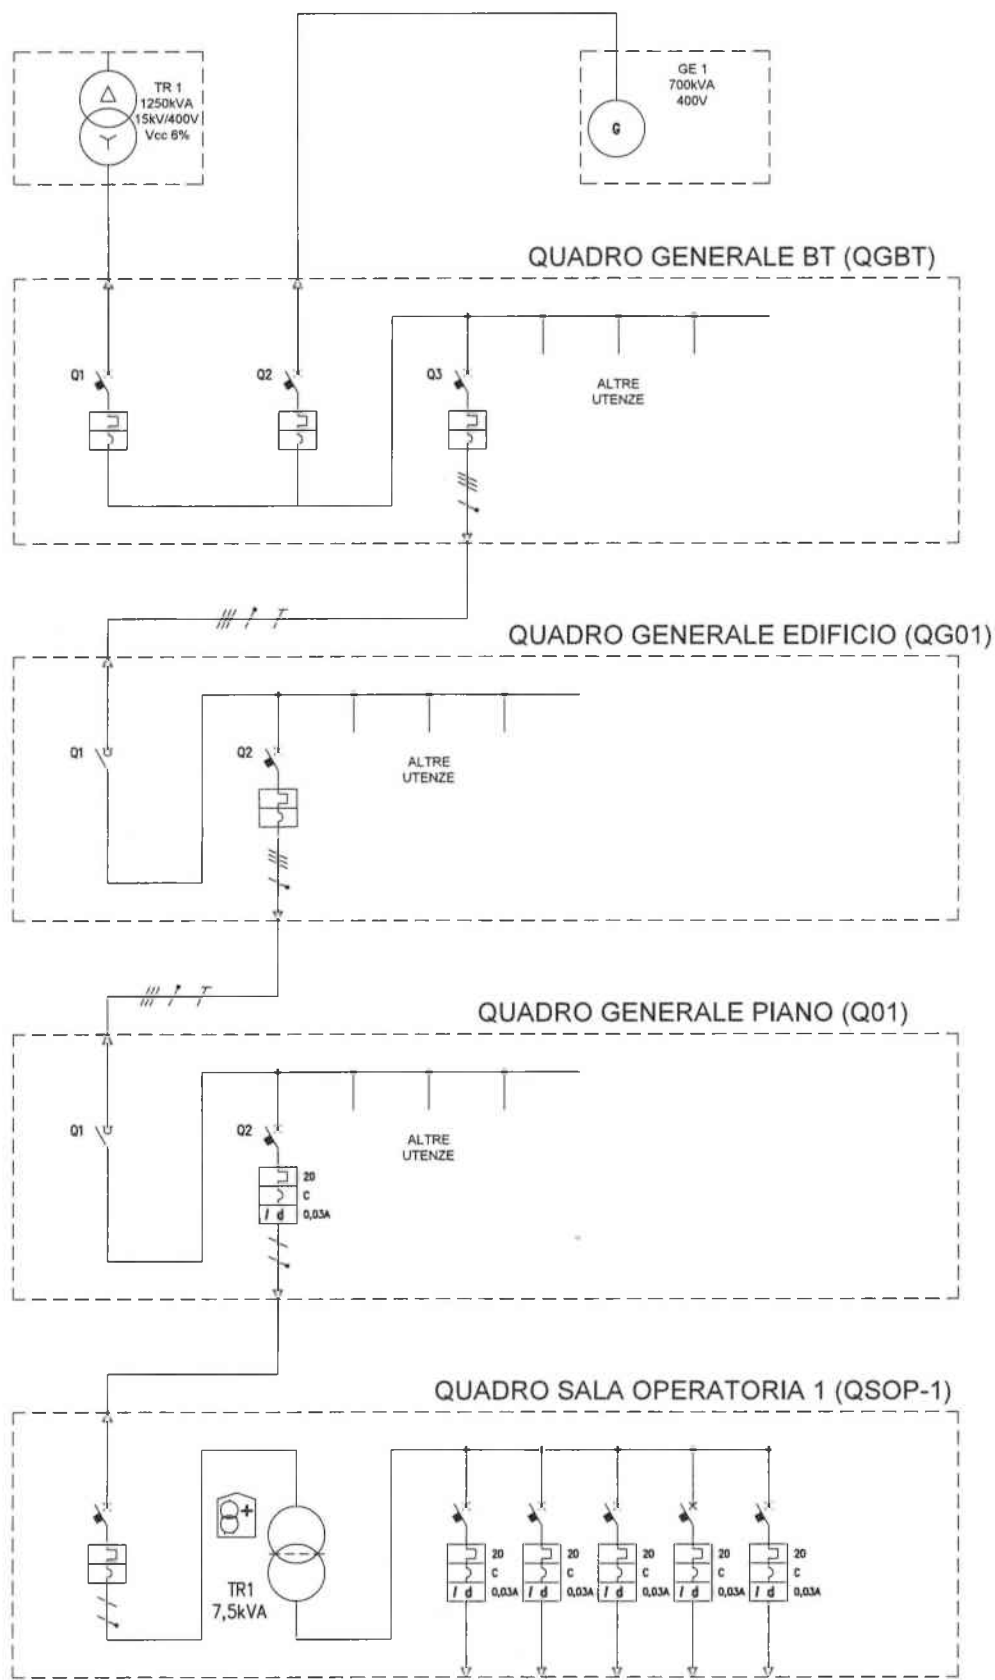 TR 1
1250kVA
15kV/400V
Vcc 6%
GE 1
700kVA
400V
G
QUADRO GENERALE BT (QGBT)
Q1
Q2
Q3
ALTRE
UTENZE
QUADRO GENERALE EDIFICIO (QG01)
Q1
Q2
ALTRE
UTENZE
QUADRO GENERALE PIANO (Q01)
Q1
Q2
ALTRE
UTENZE
20
C
I d 0,03A
QUADRO SALA OPERATORIA 1 (QSOP-1)
TR1
7,5kVA
20 20 20 20 20
C C C C C
I d 0,03A I d 0,03A I d 0,03A I d 0,03A I d 0,03A